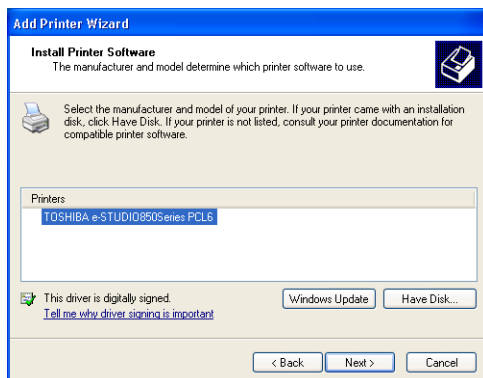 Add Printer Wizard
Install Printer Software
The manufacturer and model determine which printer software to use.
Select the manufacturer and model of your printer. If your printer came with an installation
disk, click Have Disk. If your printer is not listed, consult your printer documentation for
compatible printer software.
Printers
TOSHIBA e-STUDIO850Series PCL6
This driver is digitally signed.
Tell me why driver signing is important
Windows Update
Have Disk...
< Back
Next >
Cancel